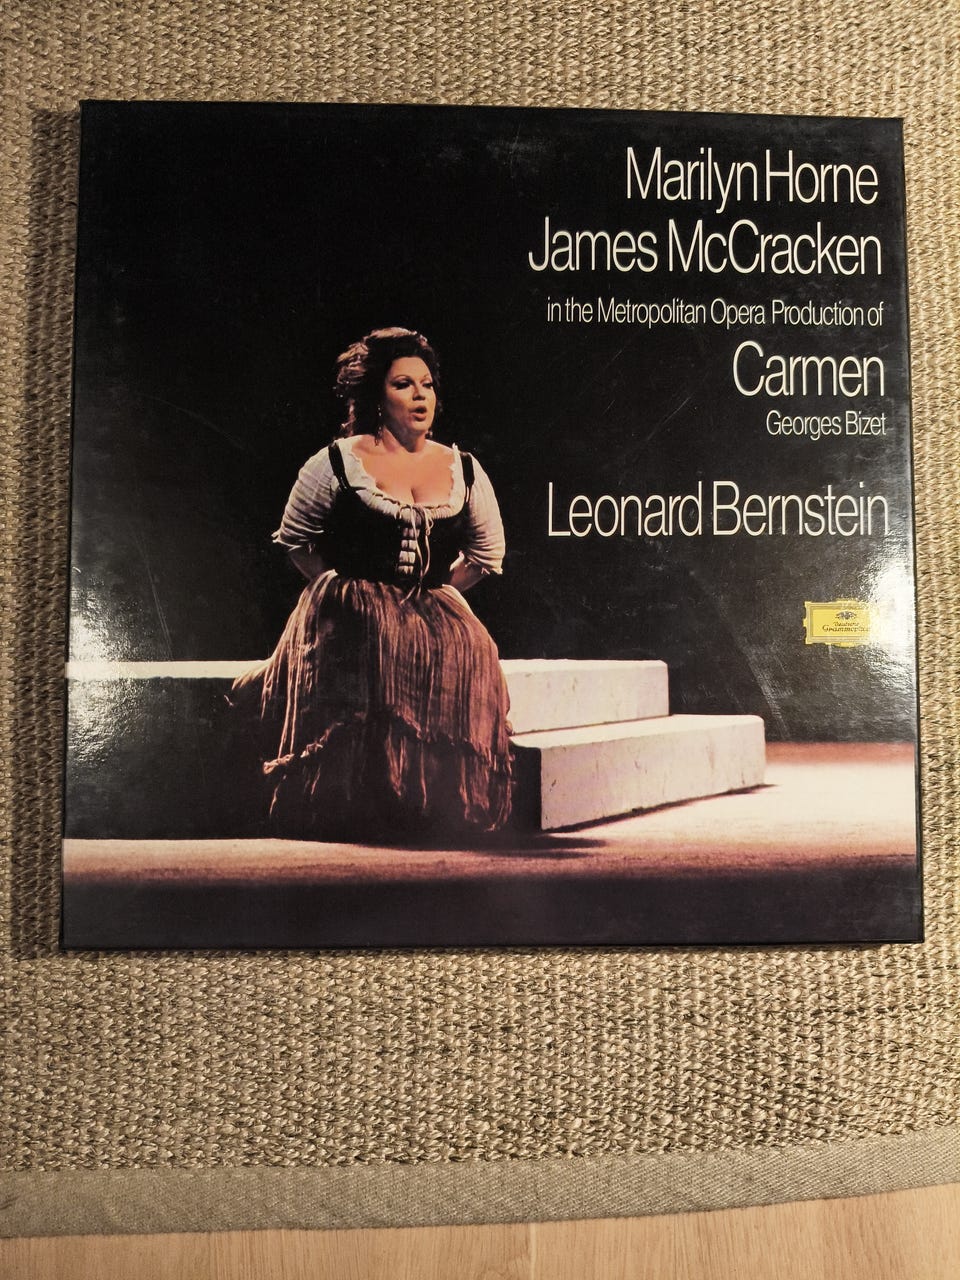 Marilyn Horne
James McCracken
in the Metropolitan Opera Production of
Carmen
Georges Bizet
Leonard Bernstein
Deutsche
Grammophon